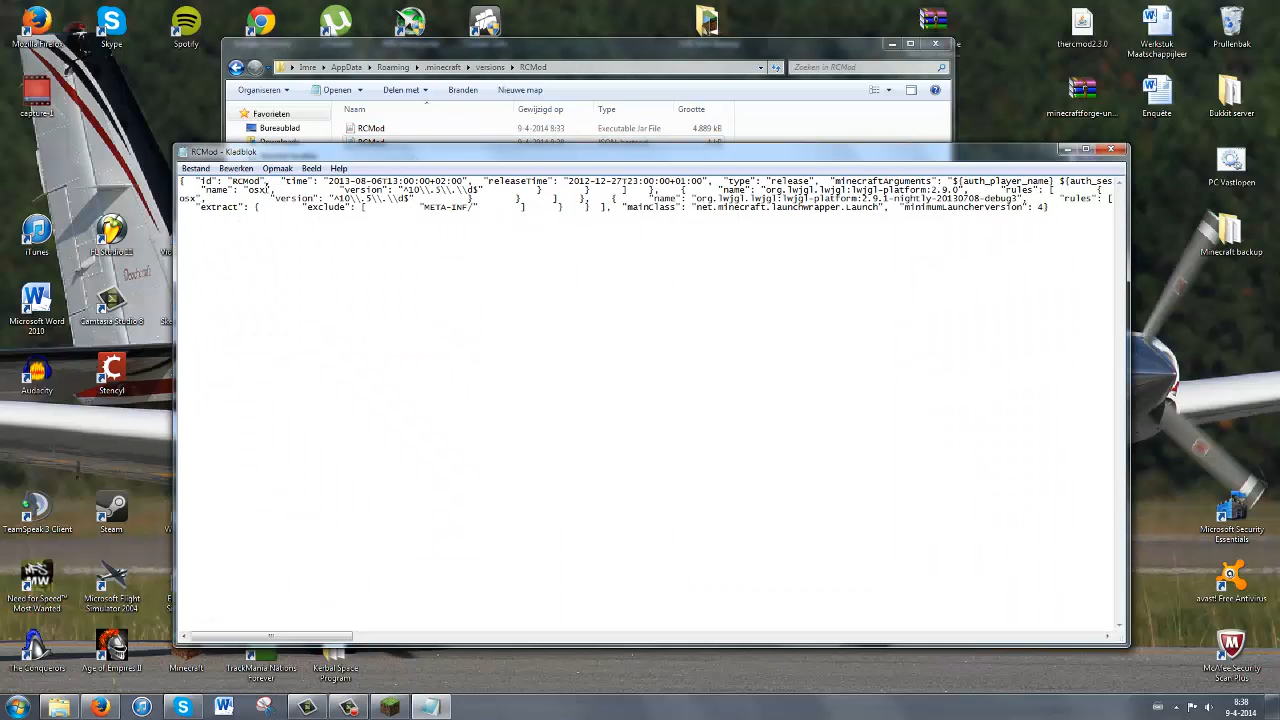 Mozilla Firefox
Skype
Spotify
Google Chrome
thercmod2.3.0
Werkstuk Maatschappijleer
Prullenbak
Imre
AppData
Roaming
.minecraft
versions
RCMod
Zoeken in RCMod
Organiseren
Openen
Delen met
Branden
Nieuwe map
capture-1
Favorieten
Naam
Gewijzigd op
Type
Grootte
minecraftforge-un...
Enquête
Bukkit server
Bureaublad
RCMod
9-4-2014 8:33
Executable Jar File
4.889 kB
RCMod - Kladblok
Bestand
Bewerken
Opmaak
Beeld
Help
{ "id": "RCMod", "time": "2013-08-06T13:00:00+02:00", "releaseTime": "2012-12-27T23:00:00+01:00", "type": "release", "minecraftArguments": "${auth_player_name} ${auth_ses
"name": "osx", "version": "^10\\.5\\.\\d$" } } ] }, { "name": "org.lwjgl.lwjgl:lwjgl-platform:2.9.0", "rules": [ {
osx", "version": "^10\\.5\\.\\d$" } } ] }, { "name": "org.lwjgl.lwjgl:lwjgl-platform:2.9.1-nightly-20130708-debug3", "rules": [
"extract": { "exclude": [ "META-INF/" ] } } ], "mainClass": "net.minecraft.launchwrapper.Launch", "minimumLauncherVersion": 4}
PC Vastlopen
iTunes
FL Studio
Minecraft backup
Microsoft Word 2010
Camtasia Studio 8
Audacity
Stencyl
TeamSpeak 3 Client
Steam
Microsoft Security Essentials
Need for Speed™ Most Wanted
Microsoft Flight Simulator 2004
avast! Free Antivirus
The Conquerors
Age of Empires II
Minecraft
TrackMania Nations Forever
Kerbal Space Program
McAfee Security Scan Plus
8:38
9-4-2014